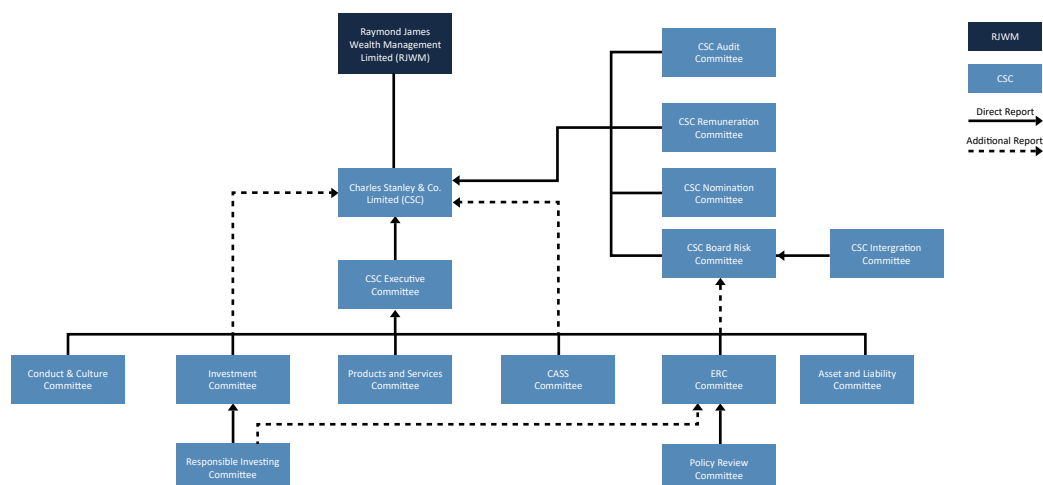 Raymond James
Wealth Management
Limited (RJWM)
CSC Audit
Committee
RJWM
CSC
Direct Report
Additional Report
CSC Remuneration
Committee
Charles Stanley & Co.
Limited (CSC)
CSC Nomination
Committee
CSC Board Risk
Committee
CSC Intergration
Committee
CSC Executive
Committee
Conduct & Culture
Committee
Investment
Committee
Products and Services
Committee
CASS
Committee
ERC
Committee
Asset and Liability
Committee
Responsible Investing
Committee
Policy Review
Committee